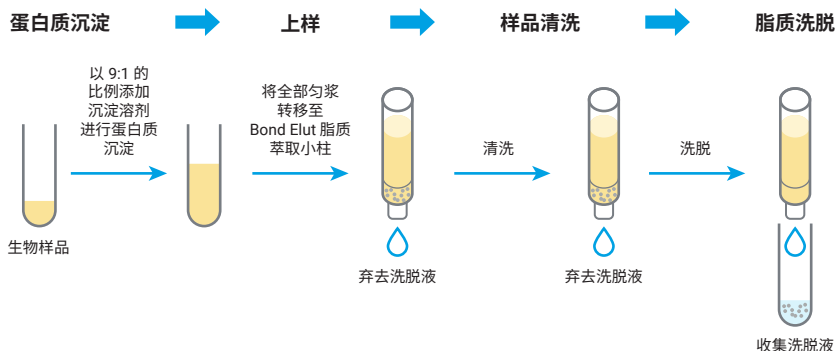 蛋白质沉淀
上样
样品清洗
脂质洗脱
以 9:1 的
比例添加
沉淀溶剂
进行蛋白质
沉淀
将全部匀浆
转移至
Bond Elut 脂质
萃取小柱
清洗
洗脱
生物样品
弃去洗脱液
弃去洗脱液
收集洗脱液